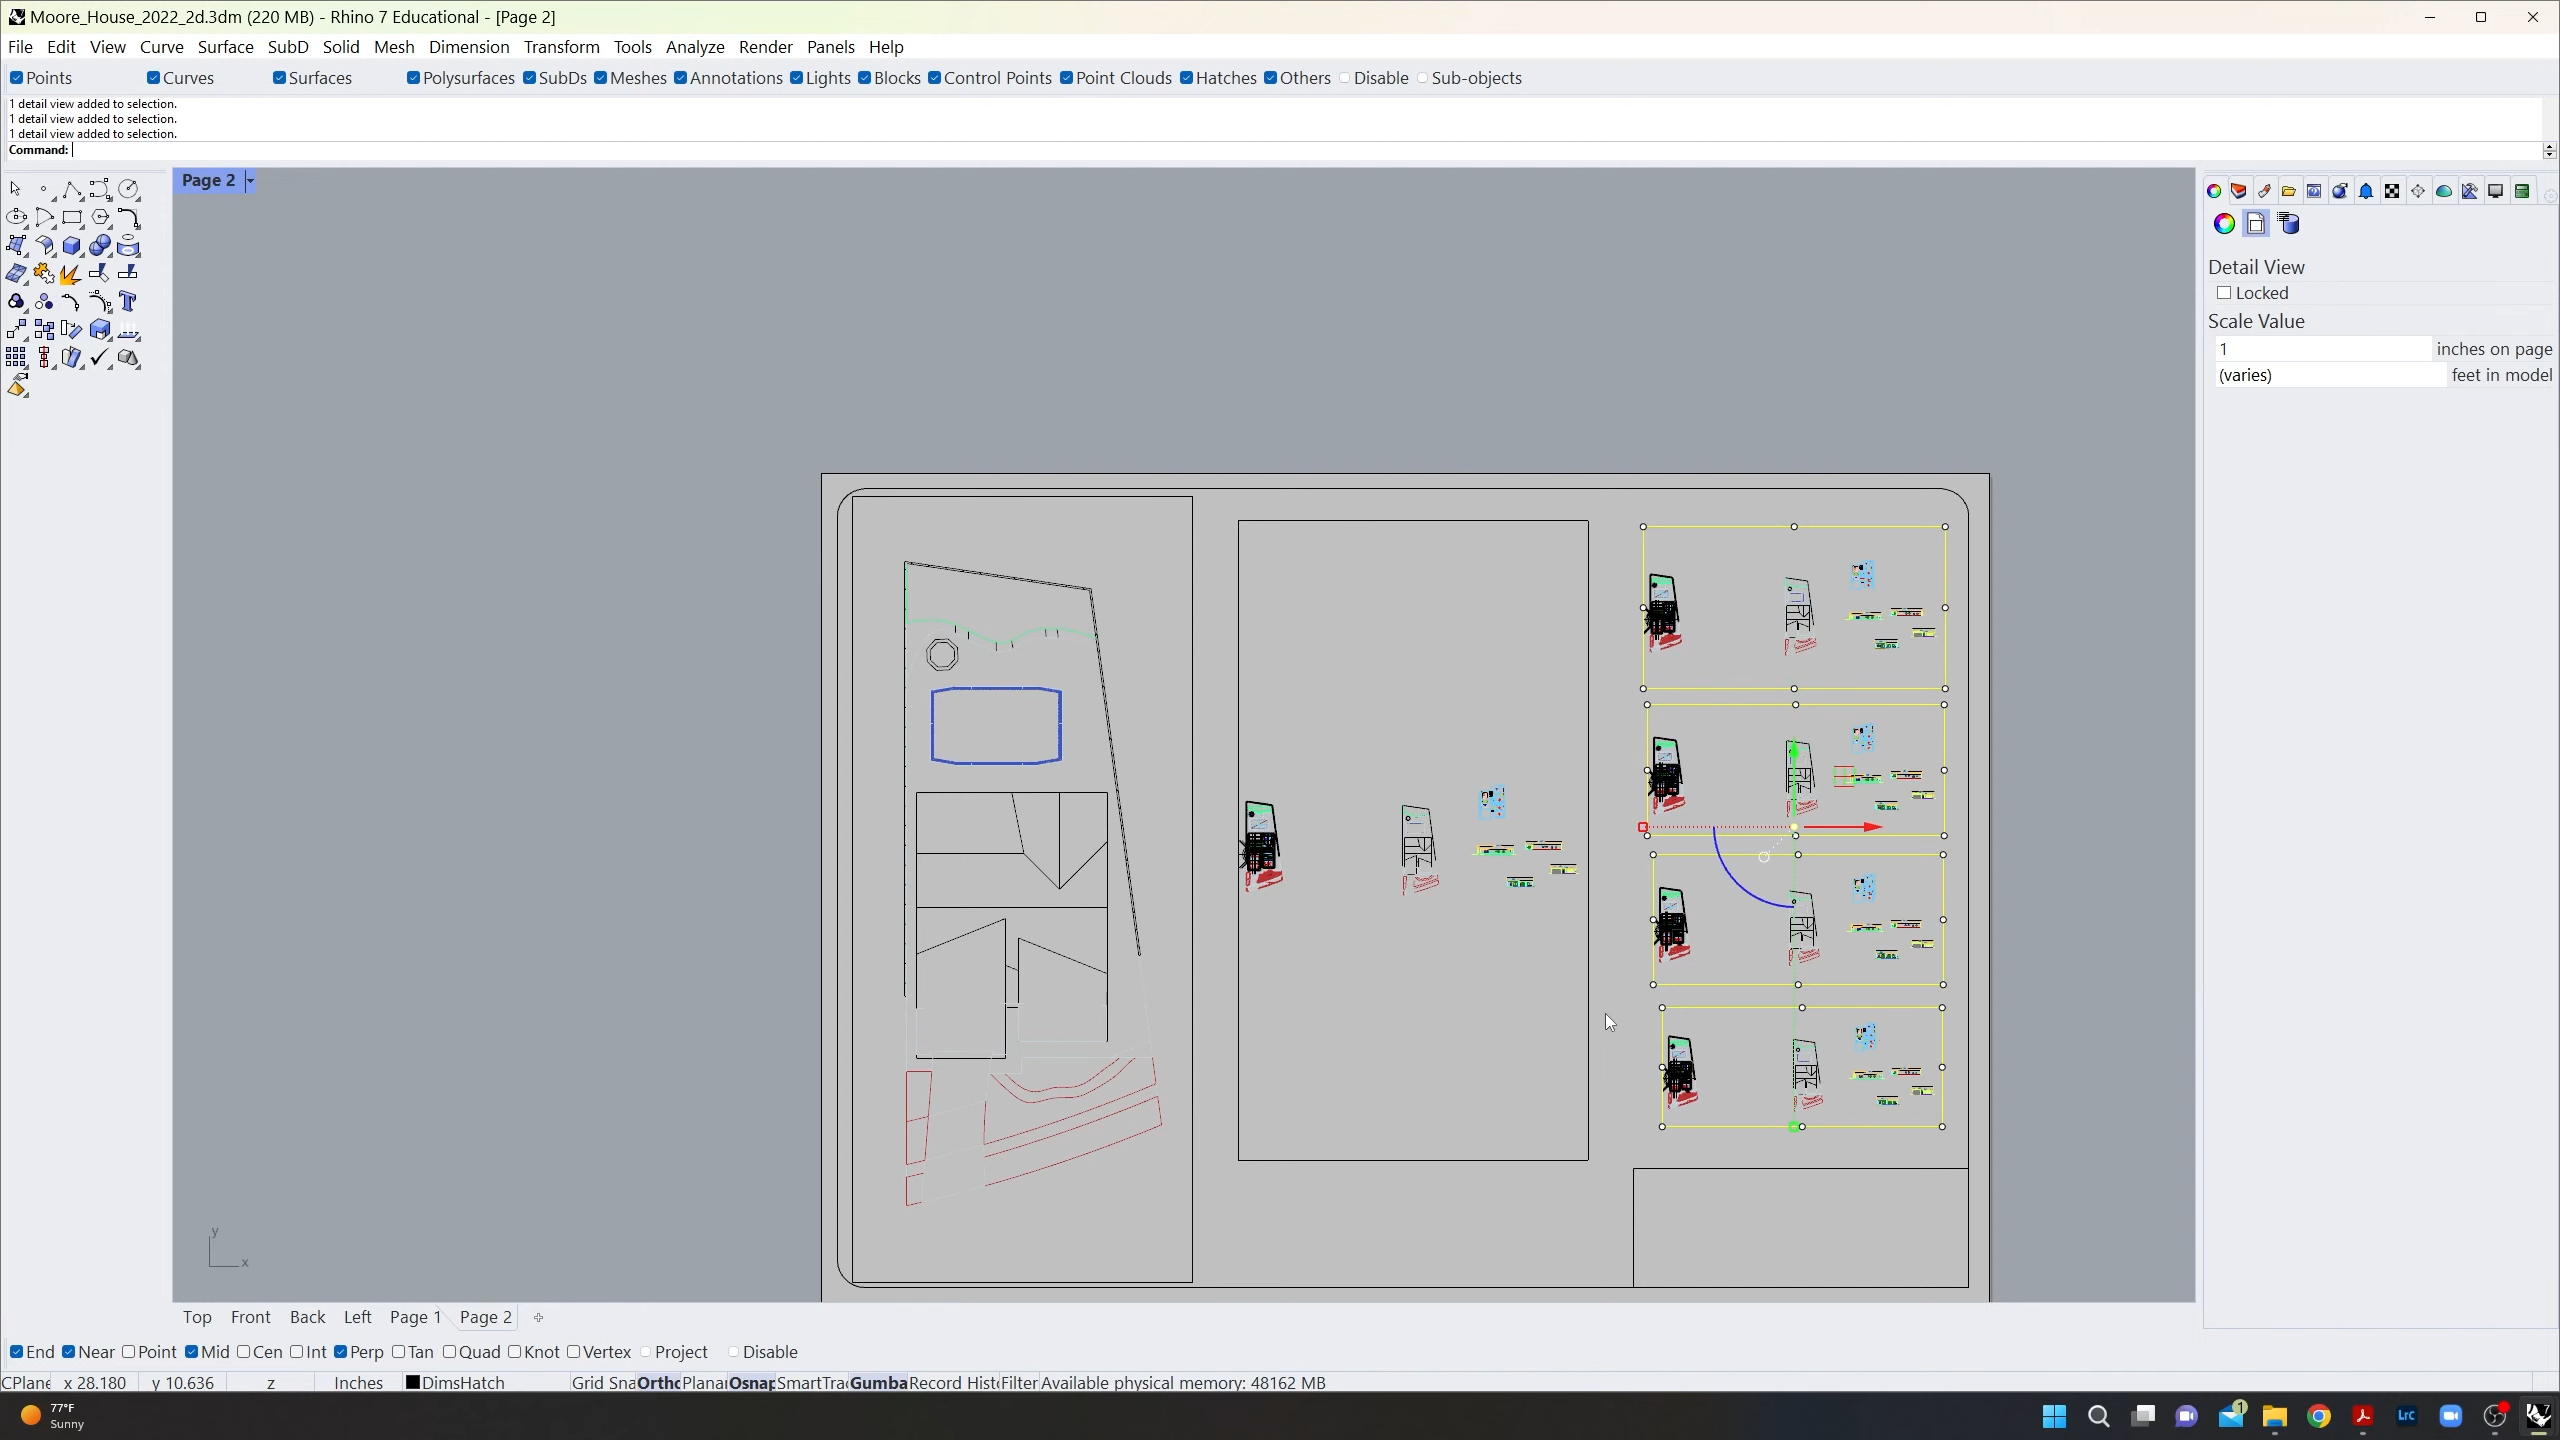 Moore_House_2022_2d.3dm (220 MB) - Rhino 7 Educational - [Page 2]
File Edit View Curve Surface SubD Solid Mesh Dimension Transform Tools Analyze Render Panels Help
Points Curves Surfaces Polysurfaces SubDs Meshes Annotations Lights Blocks Control Points Point Clouds Hatches Others Disable Sub-objects
1 detail view added to selection.
1 detail view added to selection.
1 detail view added to selection.
Command:
Page 2
Detail View
Locked
Scale Value
1 inches on page
(varies) feet in model
y
x
Top Front Back Left Page 1 Page 2
End Near Point Mid Cen Int Perp Tan Quad Knot Vertex Project Disable
CPlane x 28.180 y 10.636 z Inches DimsHatch Grid Sna Ortho Planar Osnap SmartTra Gumba Record Histo Filter Available physical memory: 48162 MB
77°F
Sunny
1
LrC